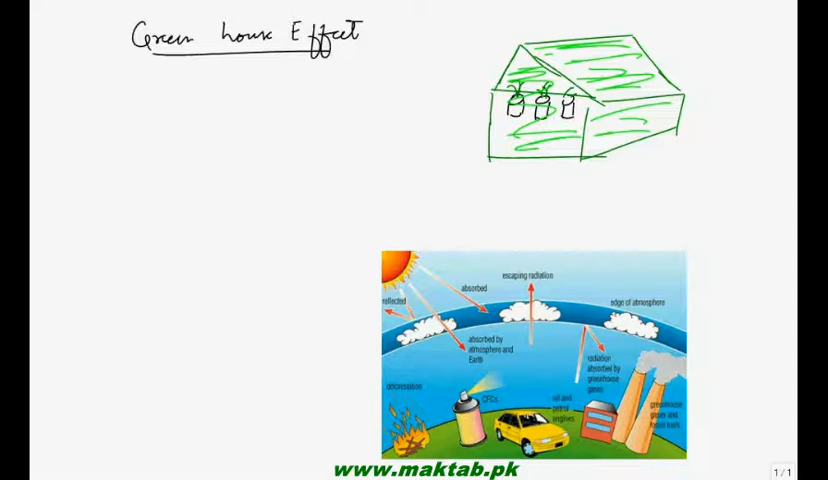 Green house Effect
escaping radiation
absorbed
reflected
edge of atmosphere
absorbed by
atmosphere and
Earth
radiation
absorbed by
greenhouse
gases
deforestation
CFCs
oil and
petrol
engines
greenhouse
gases and
fossil fuels
www.maktab.pk
1/1